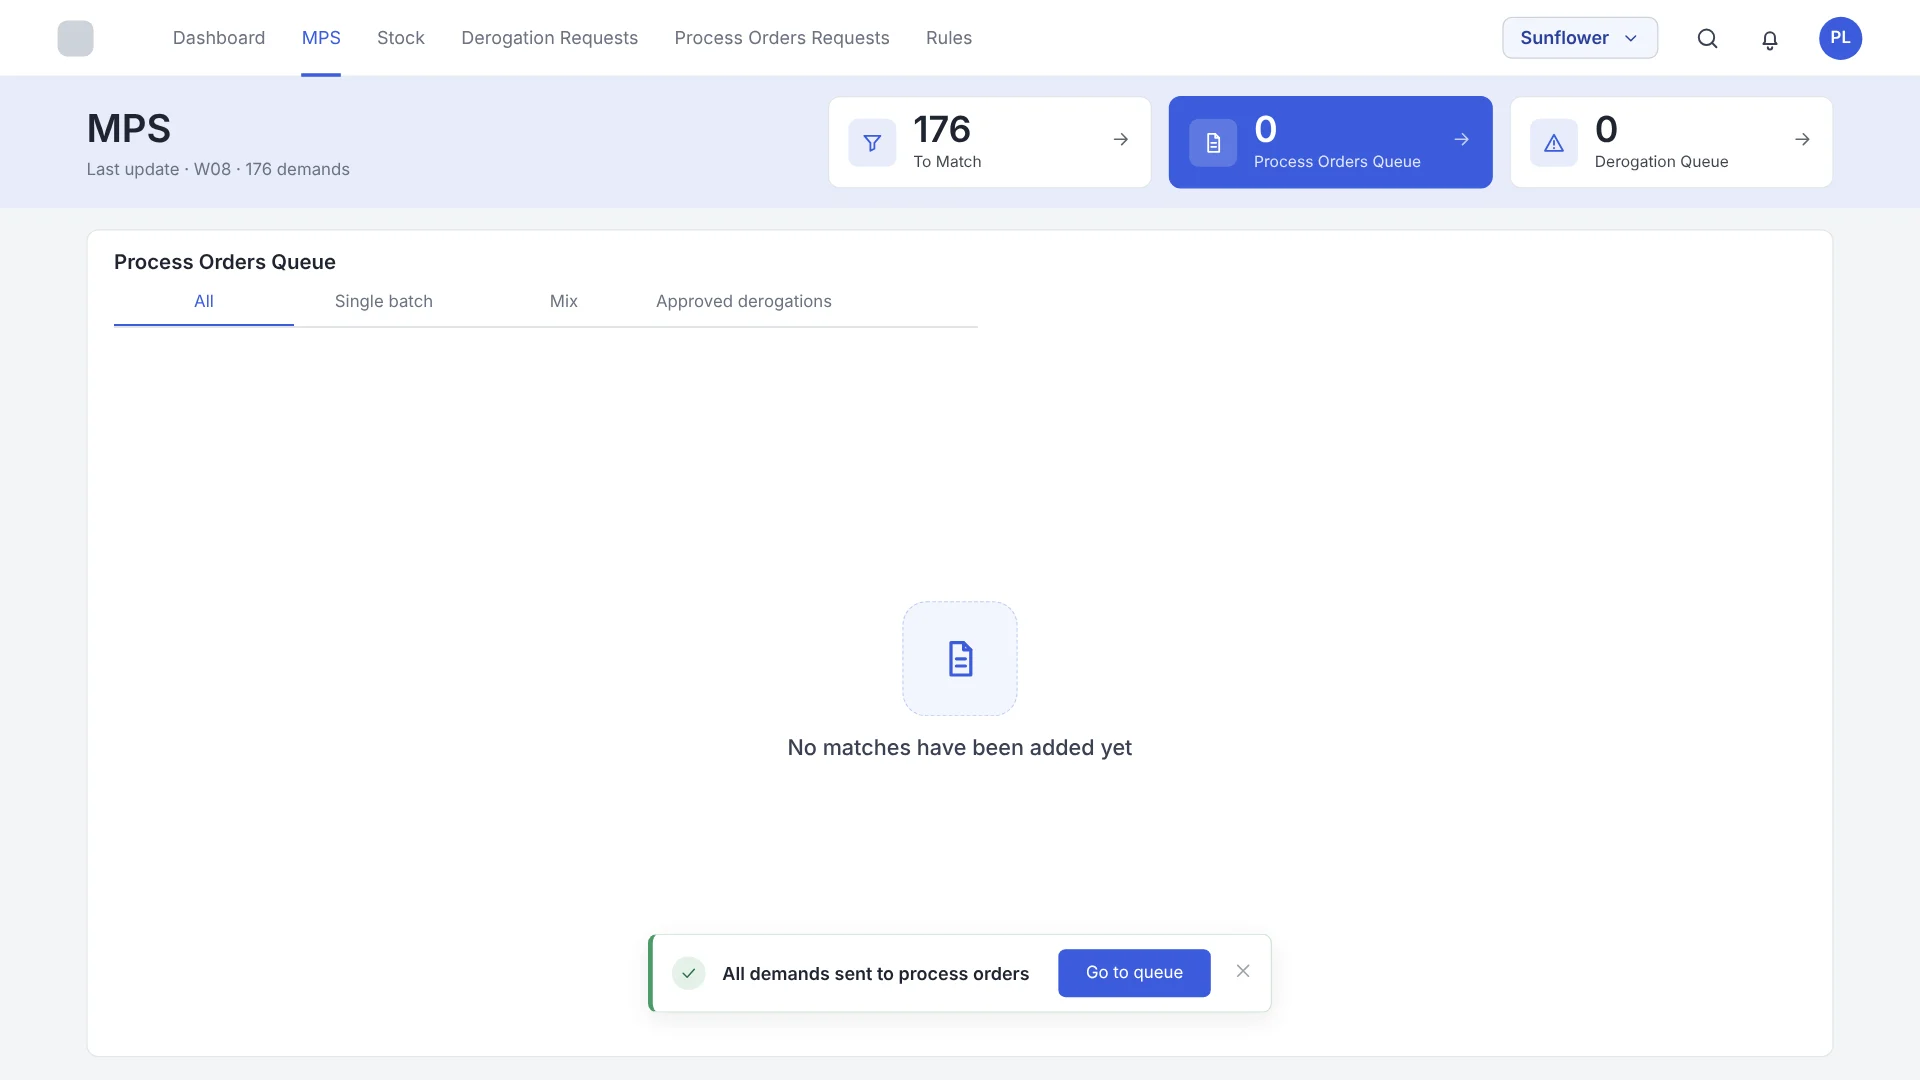 Dashboard
MPS
Stock
Derogation Requests
Process Orders Requests
Rules
Sunflower
PL
MPS
Last update · W08 · 176 demands
176
To Match
0
Process Orders Queue
0
Derogation Queue
Process Orders Queue
All
Single batch
Mix
Approved derogations
No matches have been added yet
All demands sent to process orders
Go to queue